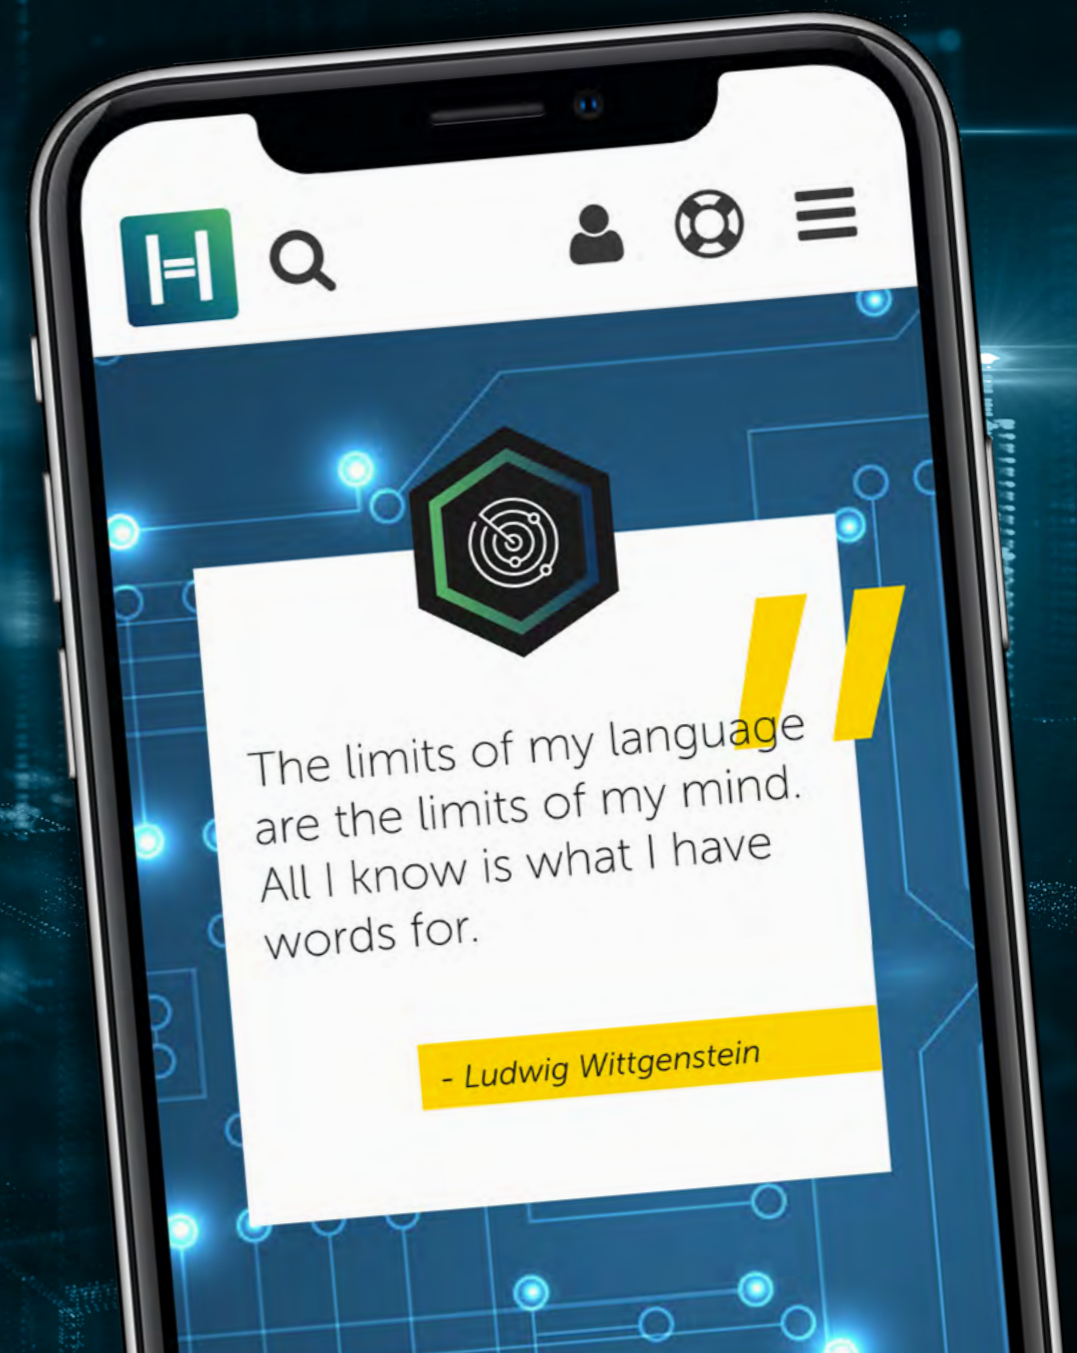 H
The limits of my language
are the limits of my mind.
All I know is what I have
words for.
- Ludwig Wittgenstein